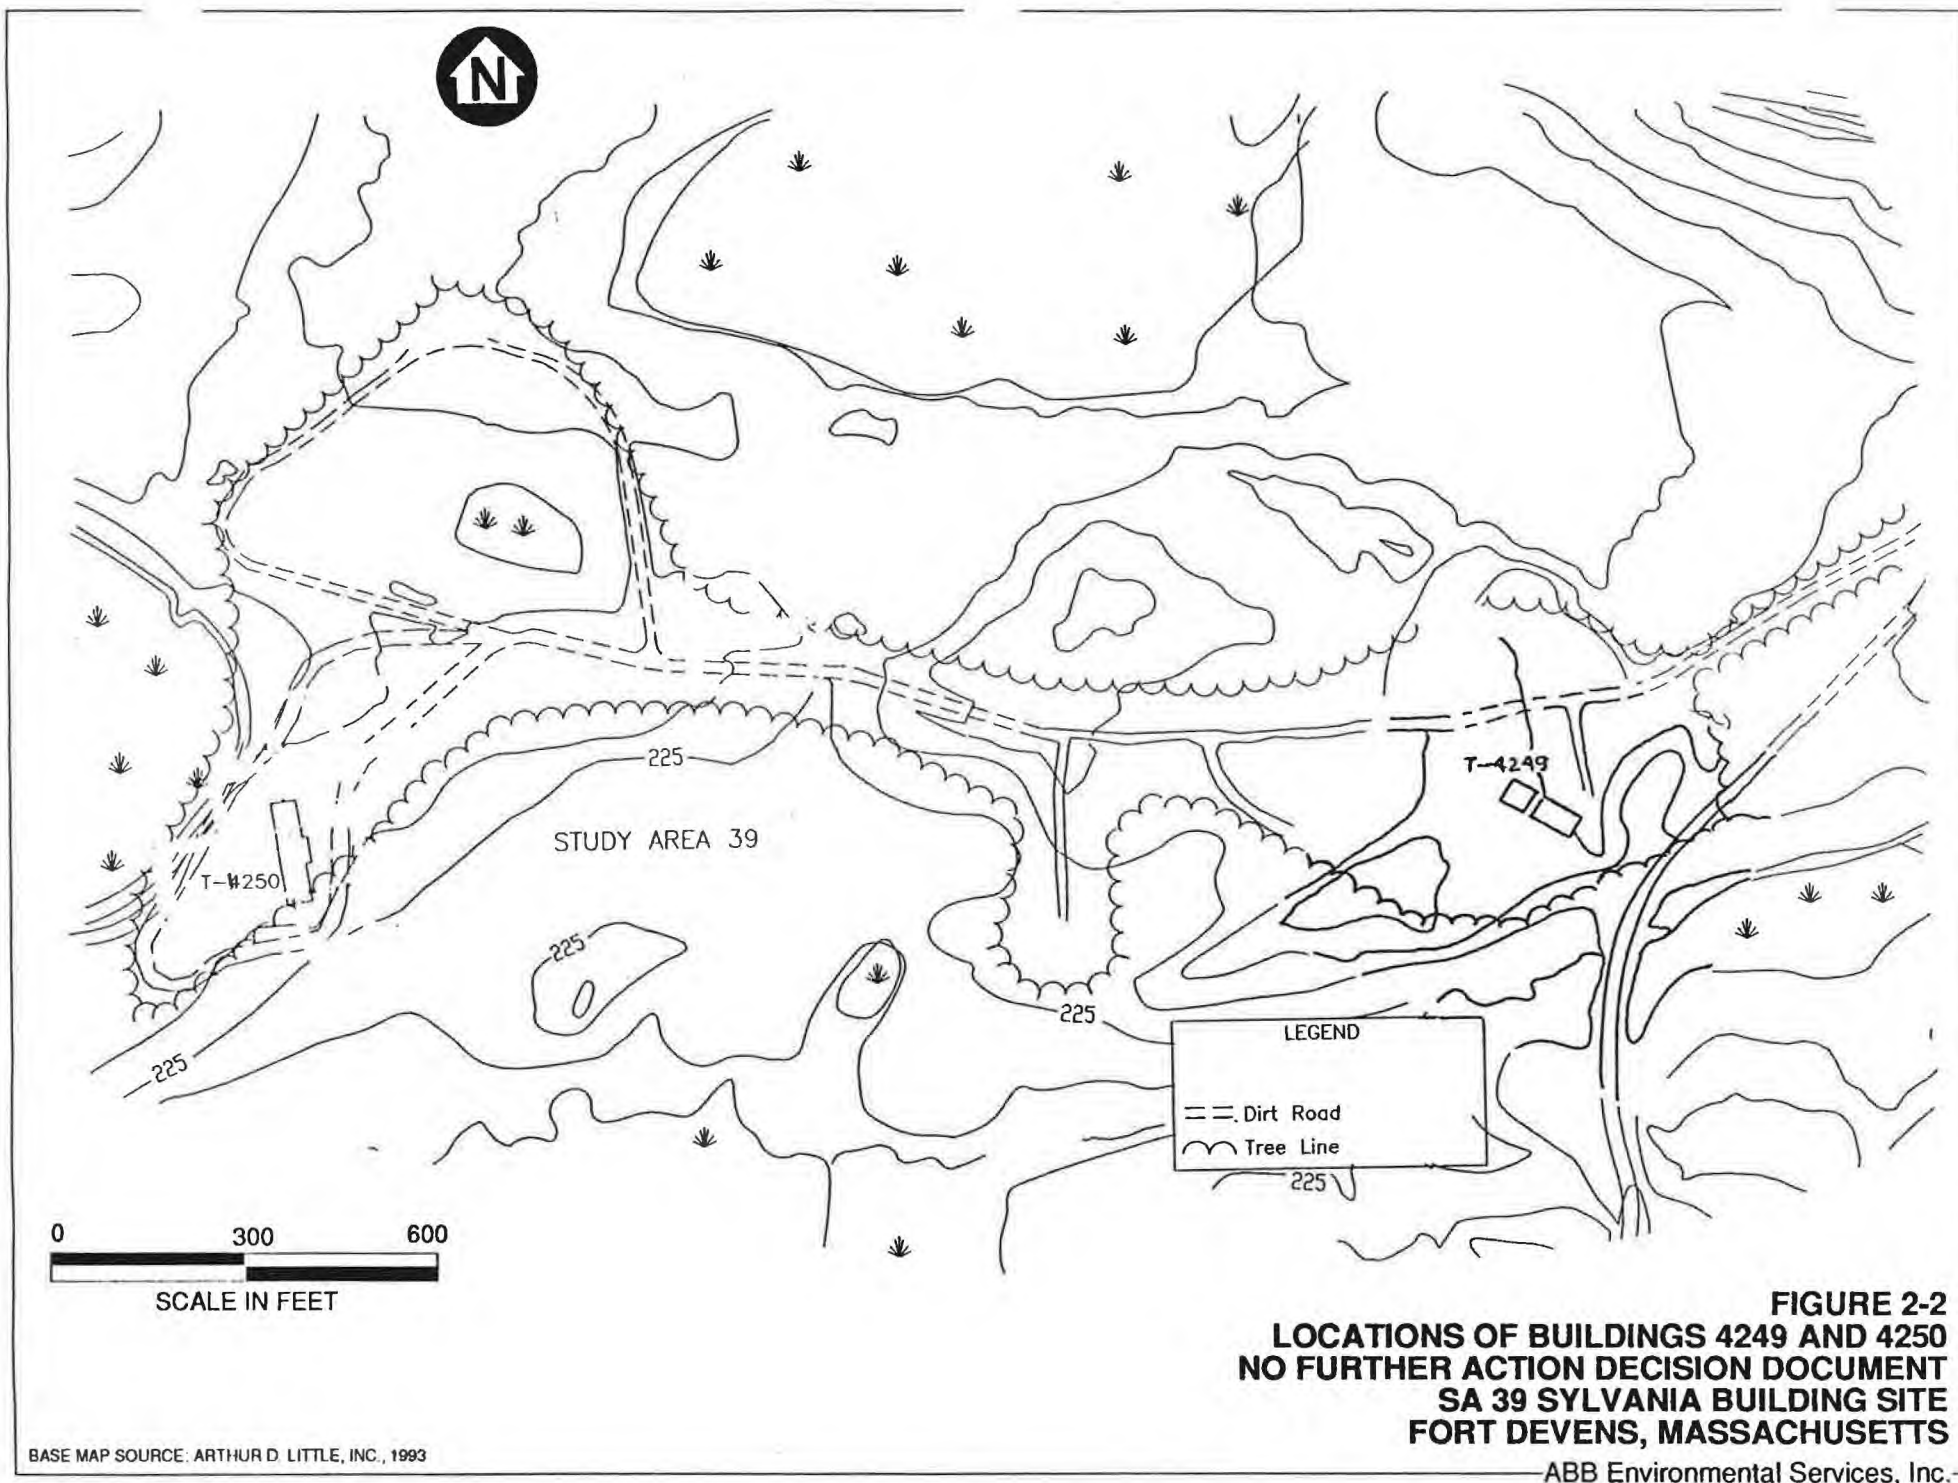 N
225
T-4249
STUDY AREA 39
T-4250
225
225
225
LEGEND
Dirt Road
Tree Line
225
0 300 600
SCALE IN FEET
FIGURE 2-2
LOCATIONS OF BUILDINGS 4249 AND 4250
NO FURTHER ACTION DECISION DOCUMENT
SA 39 SYLVANIA BUILDING SITE
FORT DEVENS, MASSACHUSETTS
BASE MAP SOURCE: ARTHUR D. LITTLE, INC., 1993
ABB Environmental Services, Inc.